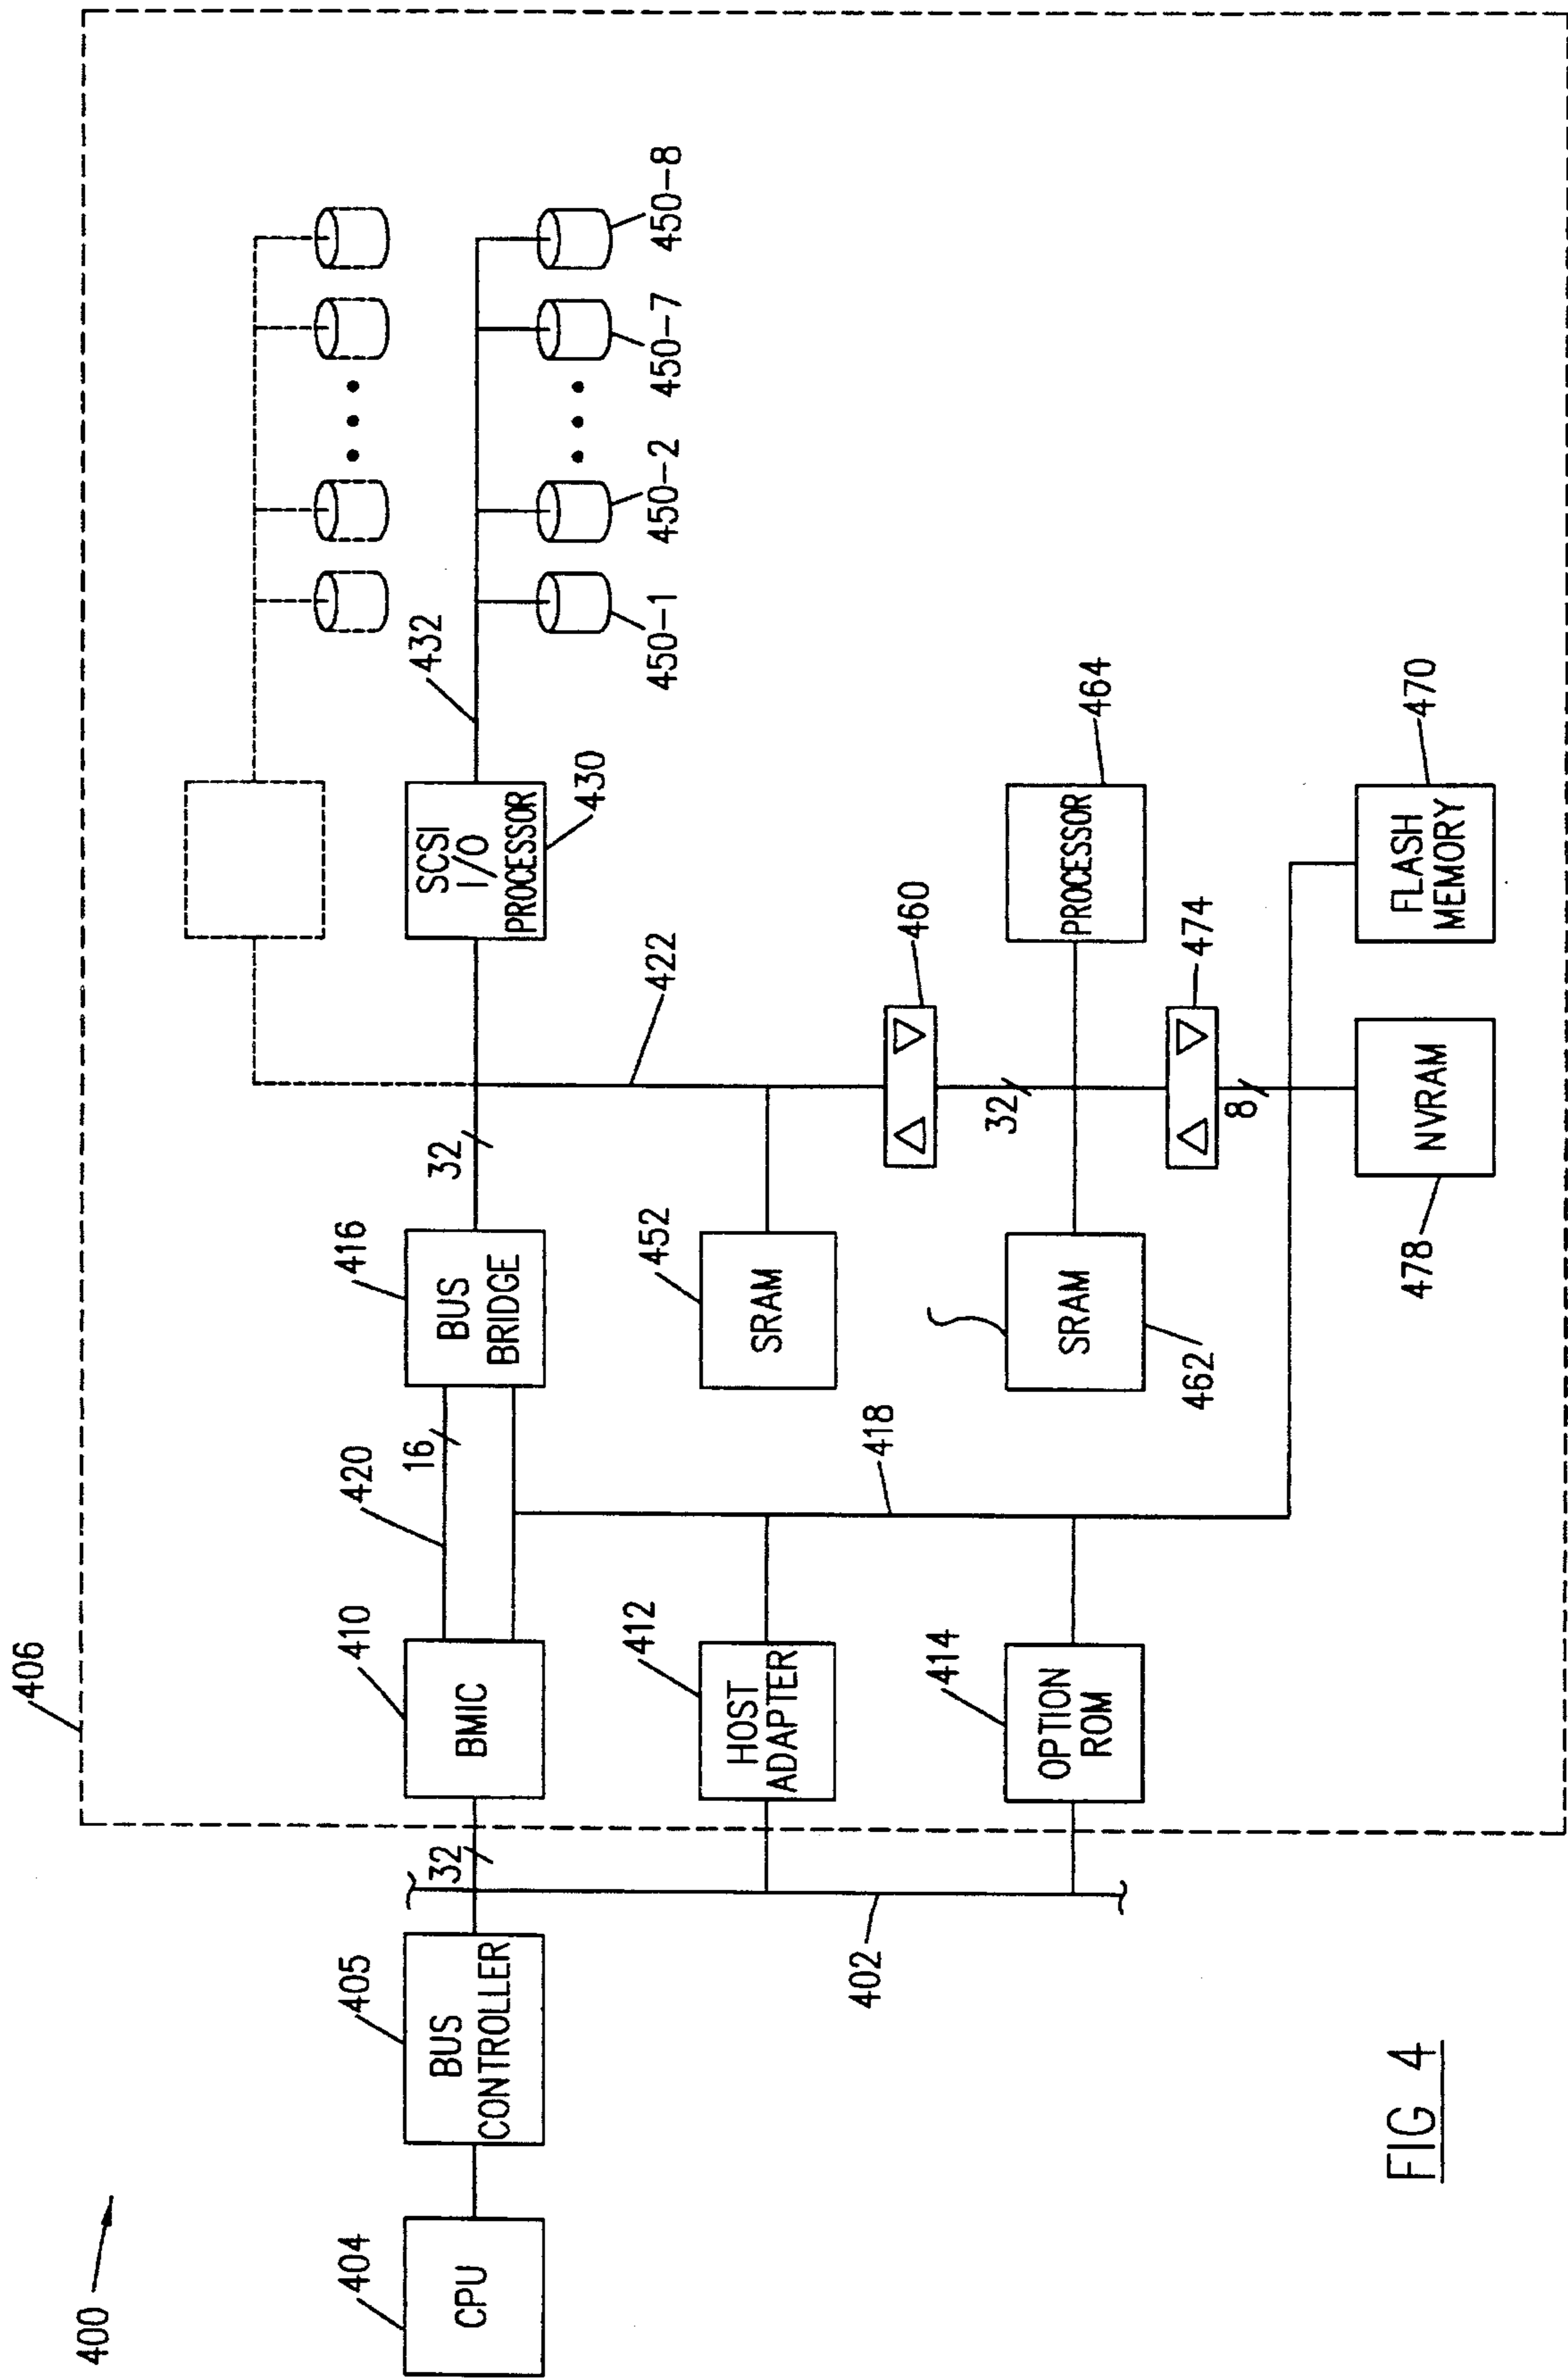 400
406
404
CPU
405
BUS
CONTROLLER
32
402
410
BMIC
412
HOST
ADAPTER
414
OPTION
ROM
420
16
418
416
BUS
BRIDGE
32
422
452
SRAM
SRAM
462
460
32
474
8
PROCESSOR
464
NVRAM
478
FLASH
MEMORY
470
SCSI
I/O
PROCESSOR
430
432
450-1
450-2
450-7
450-8
FIG 4